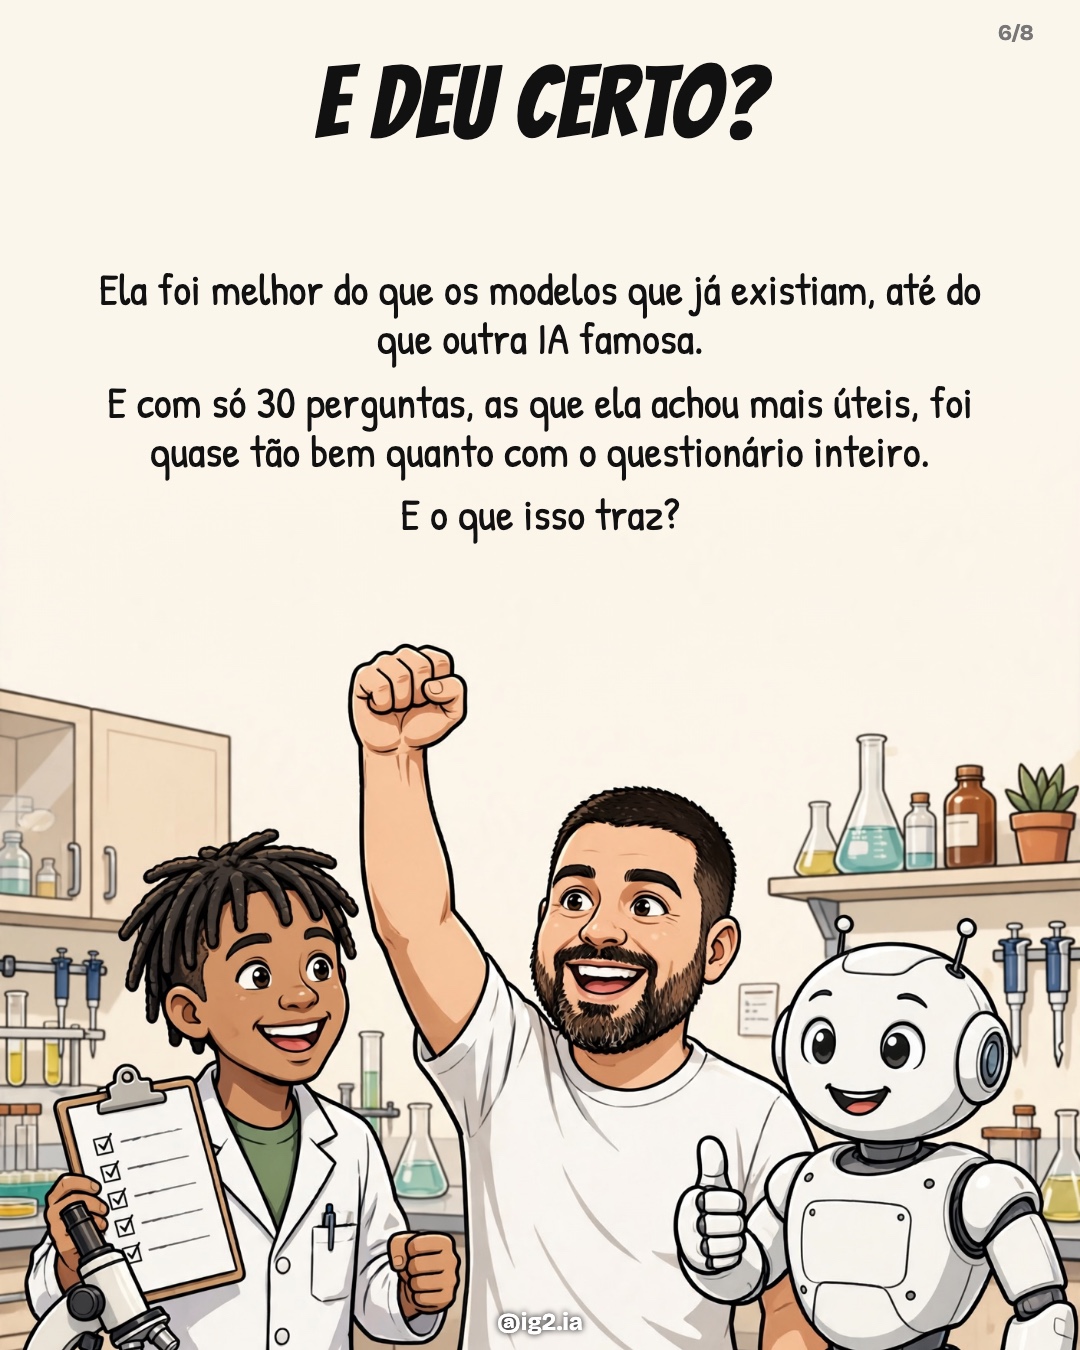 6/8
E DEU CERTO?
Ela foi melhor do que os modelos que já existiam, até do
que outra IA famosa.
E com só 30 perguntas, as que ela achou mais úteis, foi
quase tão bem quanto com o questionário inteiro.
E o que isso traz?
@ig2.ia